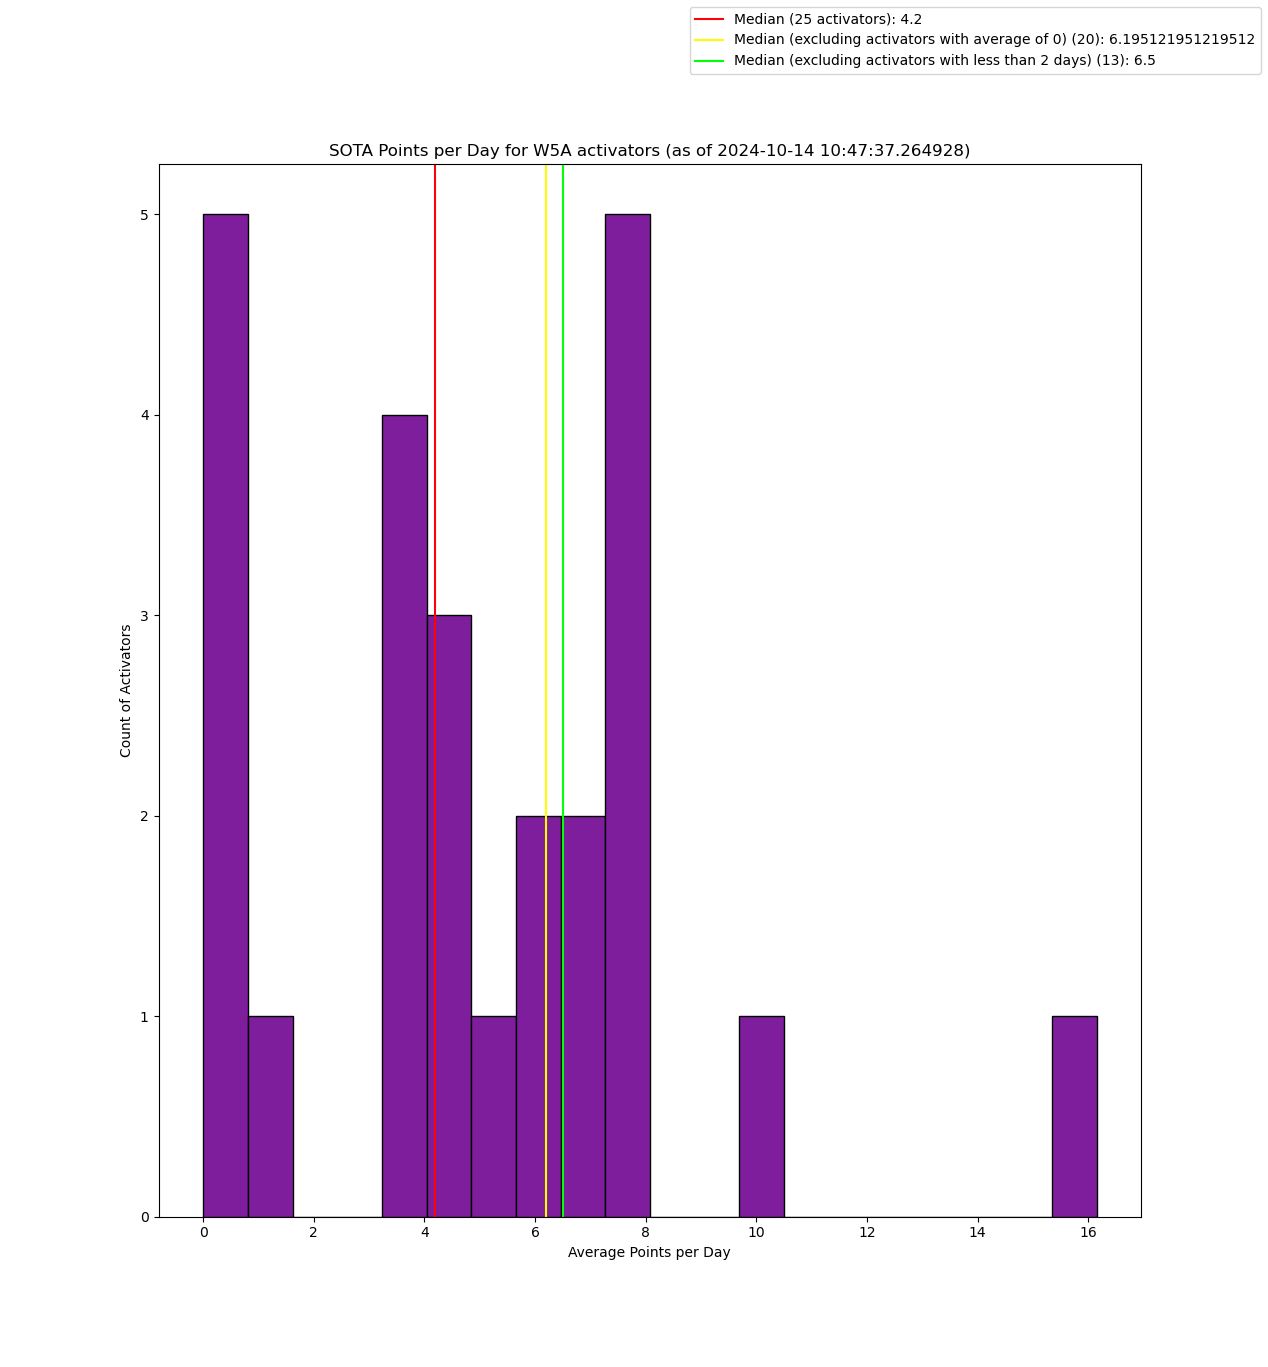 Median (25 activators): 4.2
Median (excluding activators with average of 0) (20): 6.195121951219512
Median (excluding activators with less than 2 days) (13): 6.5
SOTA Points per Day for W5A activators (as of 2024-10-14 10:47:37.264928)
5
4
3
2
1
0
Count of Activators
0 2 4 6 8 10 12 14 16
Average Points per Day